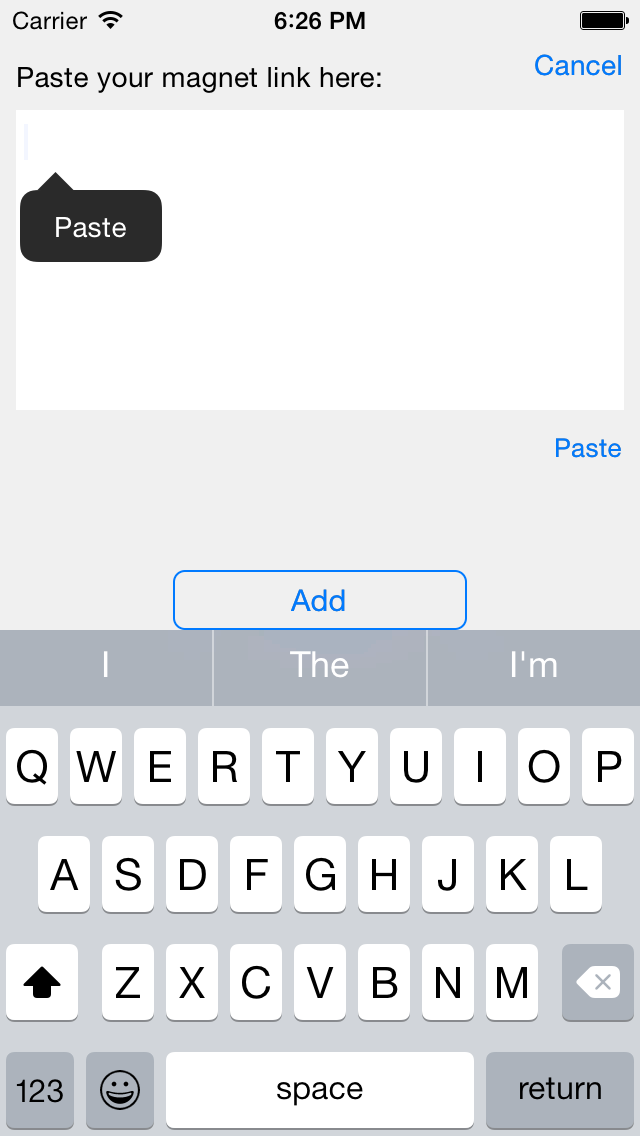 Carrier 6:26 PM
Cancel
Paste your magnet link here:
Paste
Paste
Add
I The I'm
Q W E R T Y U I O P
A S D F G H J K L
Z X C V B N M
123 space return